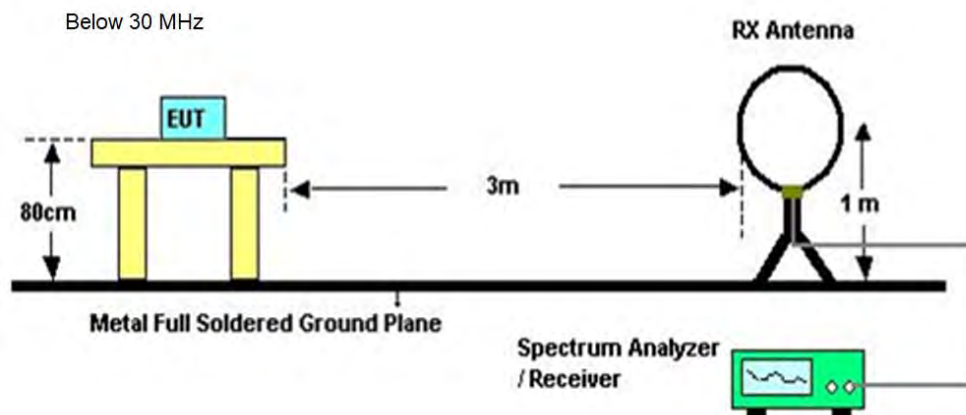 Below 30 MHz
RX Antenna
EUT
3m
80cm
1 m
Metal Full Soldered Ground Plane
Spectrum Analyzer
/ Receiver